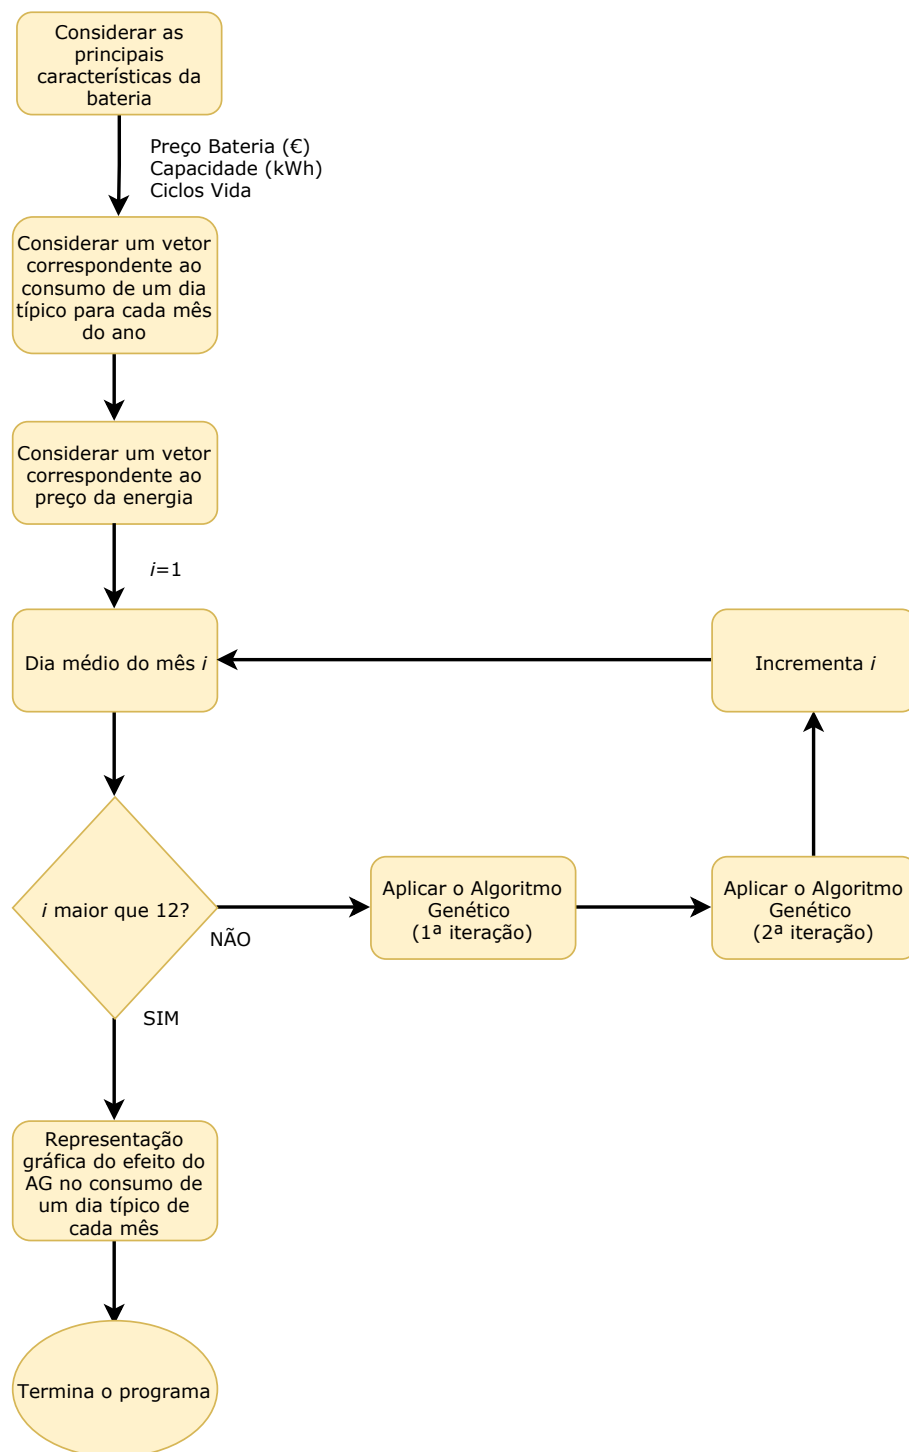 Considerar as
principais
características da
bateria
Preço Bateria (€)
Capacidade (kWh)
Ciclos Vida
Considerar um vetor
correspondente ao
consumo de um dia
típico para cada mês
do ano
Considerar um vetor
correspondente ao
preço da energia
i=1
Dia médio do mês i
Incrementa i
i maior que 12?
NÃO
Aplicar o Algoritmo
Genético
(1ª iteração)
Aplicar o Algoritmo
Genético
(2ª iteração)
SIM
Representação
gráfica do efeito do
AG no consumo de
um dia típico de
cada mês
Termina o programa